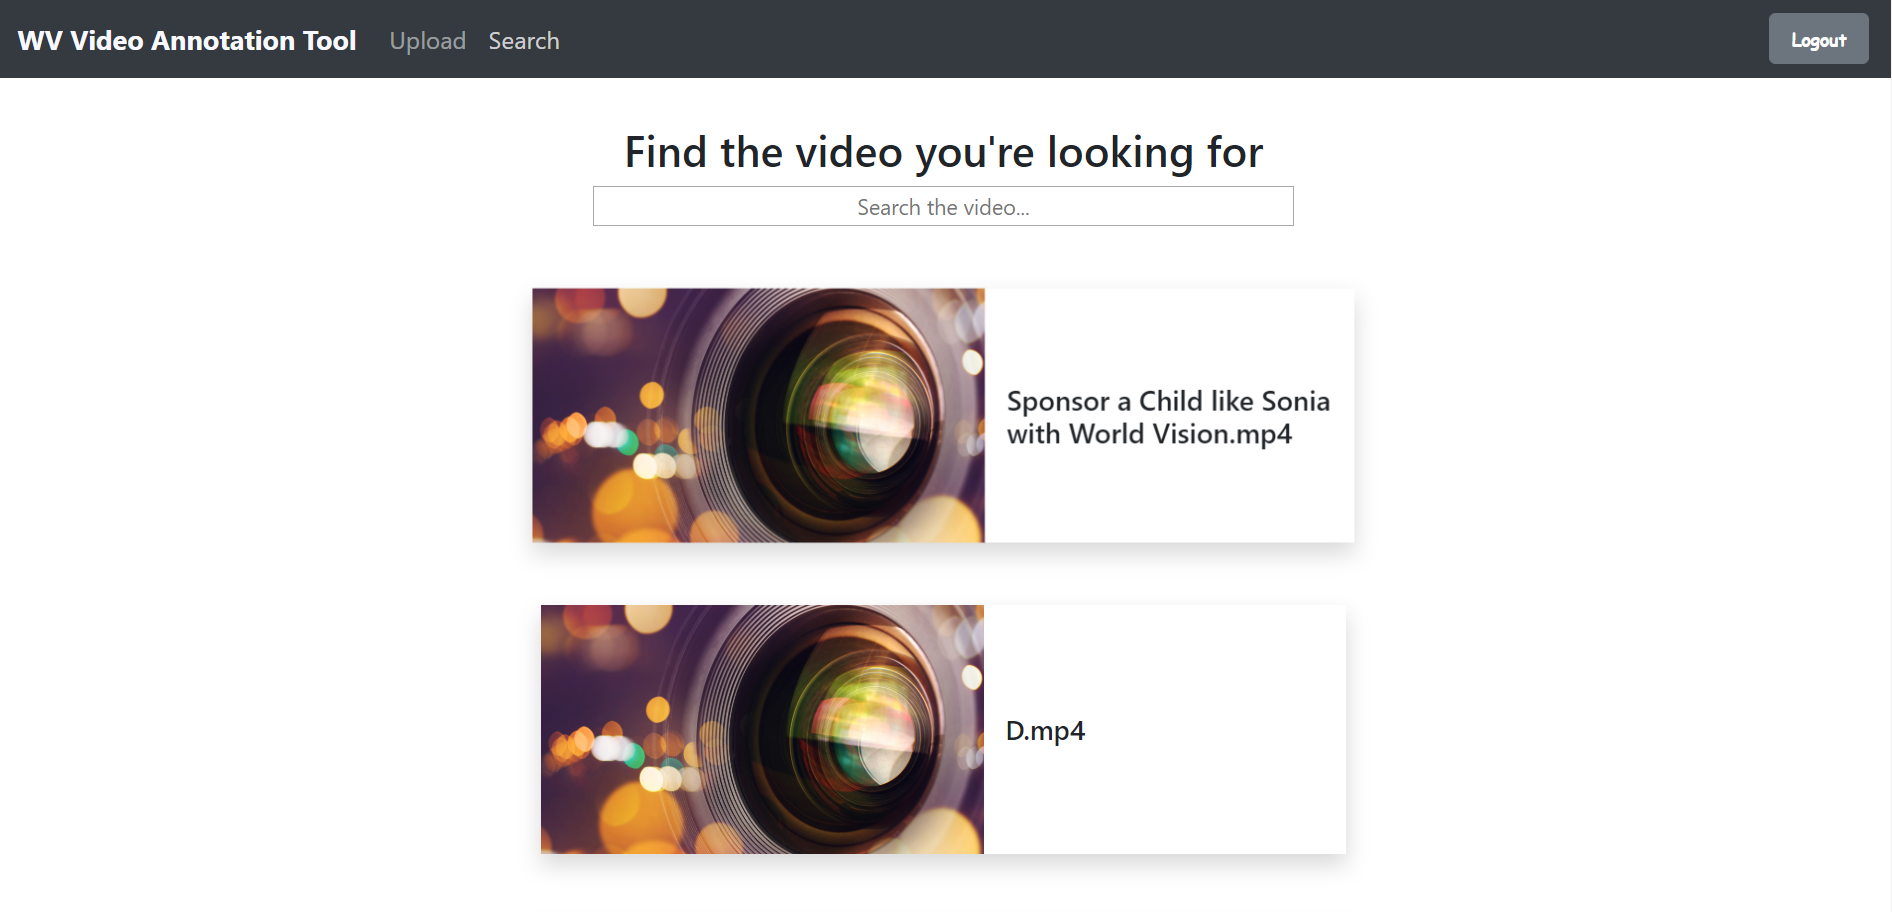 WV Video Annotation Tool Upload Search Logout
Find the video you're looking for
Search the video...
Sponsor a Child like Sonia
with World Vision.mp4
D.mp4